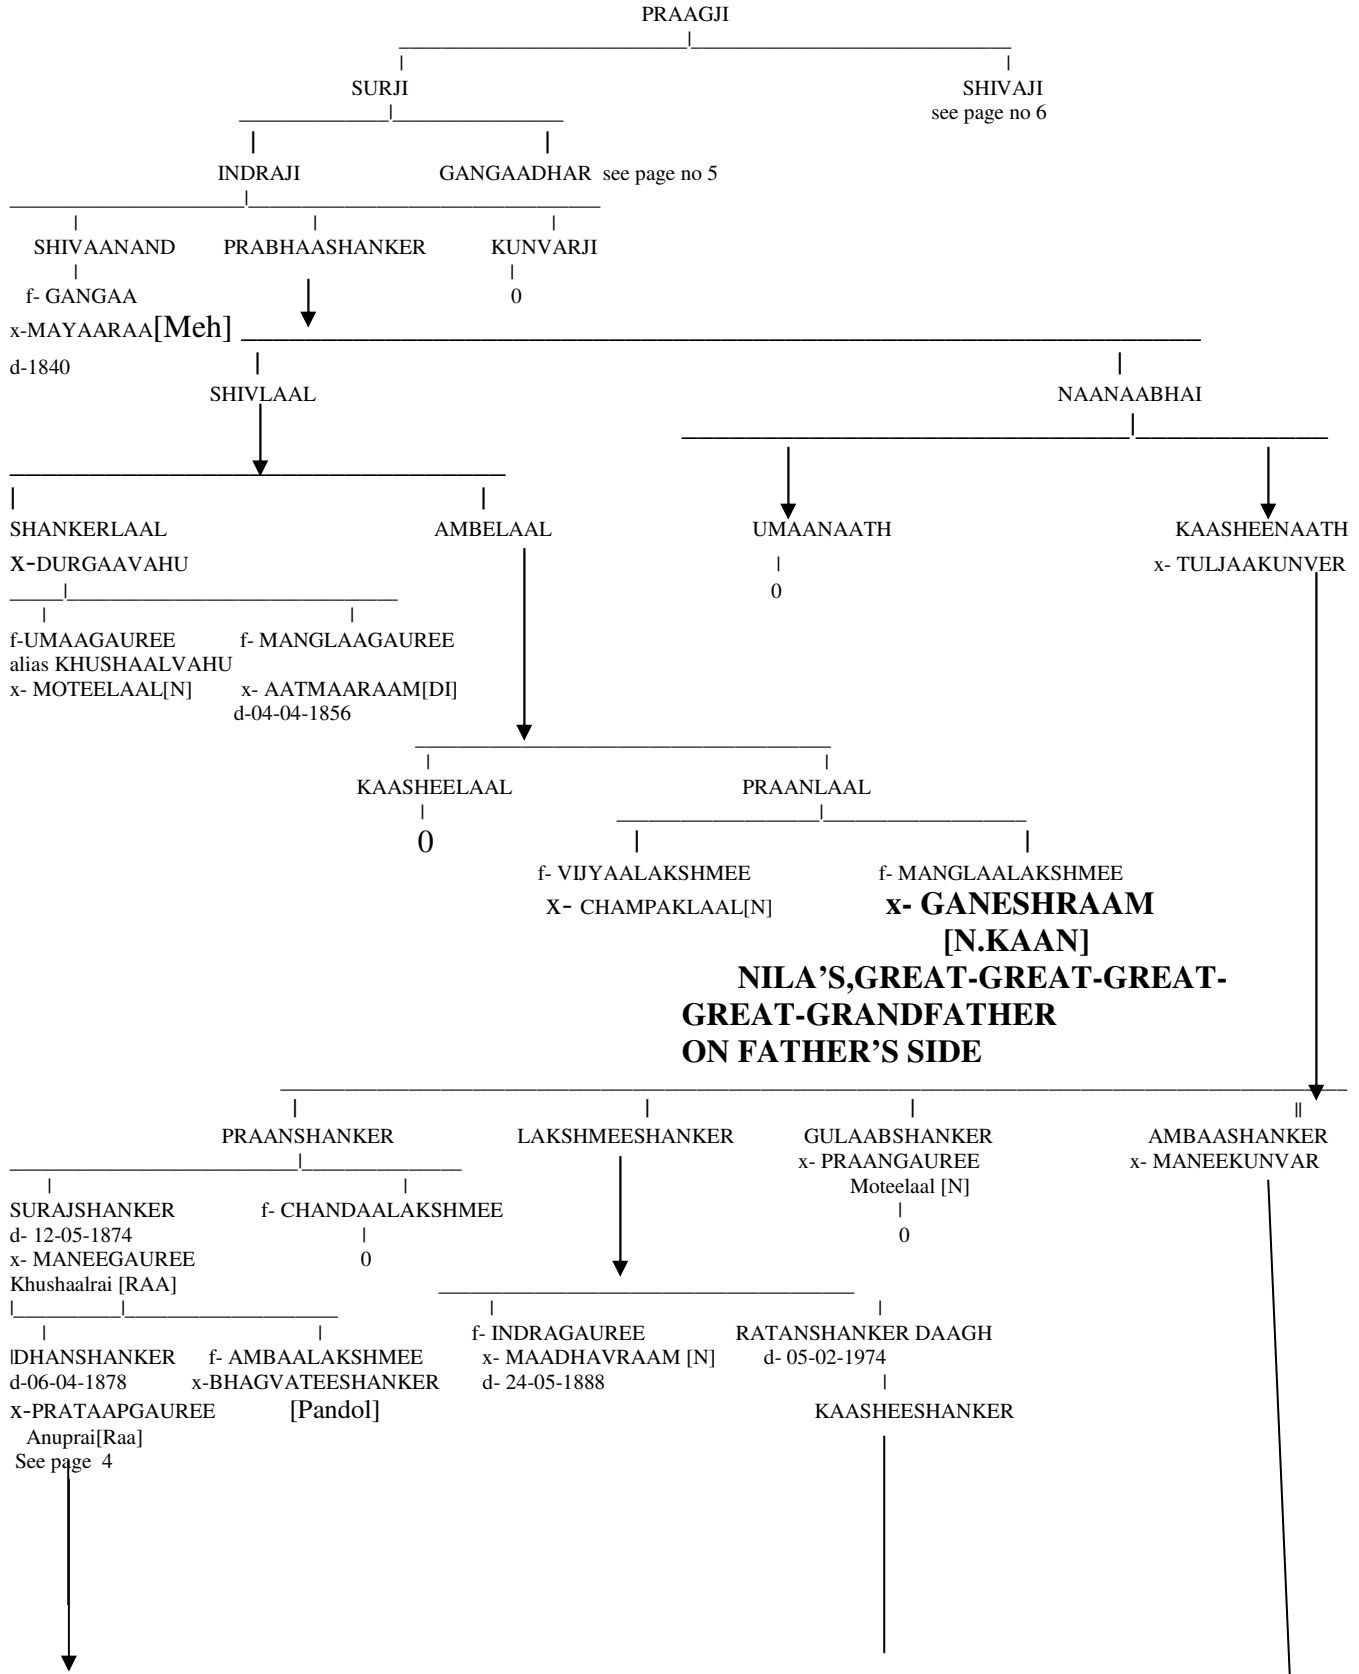 PRAAGJI
SURJI SHIVAJI
see page no 6
INDRAJI GANGAADHAR see page no 5
SHIVAANAND PRABHAASHANKER KUNVARJI
f- GANGAA 0
x-MAYAARAA[Meh]
d-1840
SHIVLAAL NAANAABHAI
SHANKERLAAL AMBELAAL UMAANAATH KAASHEENAATH
X-DURGAAVAHU x- TULJAAKUNVER
0
f-UMAAGAUREE f- MANGLAAGAUREE
alias KHUSHAALVAHU
x- MOTEELAAL[N] x- AATMAARAAM[DI]
d-04-04-1856
KAASHEELAAL PRAANLAAL
0
f- VIJYAALAKSHMEE f- MANGLAALAKSHMEE
X- CHAMPAKLAAL[N] x- GANESHRAAM
[N.KAAN]
NILA'S,GREAT-GREAT-GREAT-
GREAT-GRANDFATHER
ON FATHER'S SIDE
PRAANSHANKER LAKSHMEESHANKER GULAABSHANKER AMBAASHANKER
x- PRAANGAUREE x- MANEEKUNVAR
Moteelaal [N]
SURAJSHANKER f- CHANDAALAKSHMEE
d- 12-05-1874 0
x- MANEEGAUREE 0
Khushaalrai [RAA]
f- INDRAGAUREE RATANSHANKER DAAGH
DHANSHANKER f- AMBAALAKSHMEE x- MAADHAVRAAM [N] d- 05-02-1974
d-06-04-1878 x-BHAGVATEESHANKER d- 24-05-1888
X-PRATAAPGAUREE [Pandol] KAASHEESHANKER
Anuprai[Raa]
See page 4